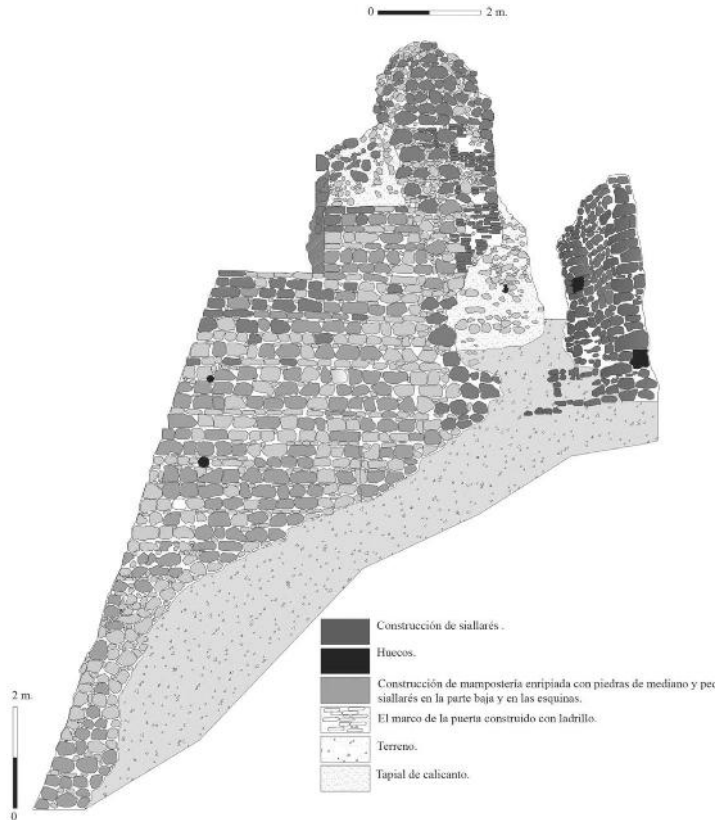 0 2 m.
Construcción de siallarés .
Huecos.
Construcción de mampostería enripiada con piedras de mediano y peq
siallarés en la parte baja y en las esquinas.
El marco de la puerta construido con ladrillo.
Terreno.
Tapial de calicanto.
2 m.
0